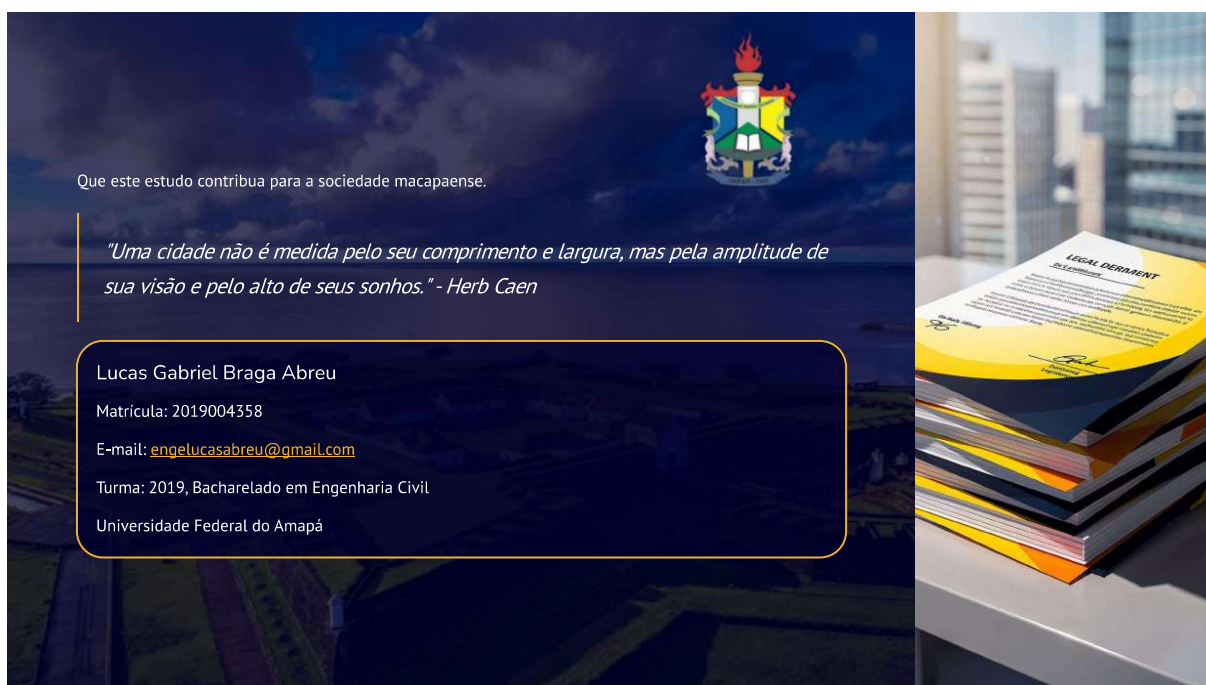 Que este estudo contribua para a sociedade macapaense.
"Uma cidade não é medida pelo seu comprimento e largura, mas pela amplitude de
sua visão e pelo alto de seus sonhos." - Herb Caen
Lucas Gabriel Braga Abreu
Matrícula: 2019004358
E-mail: engelucasabreu@gmail.com
Turma: 2019, Bacharelado em Engenharia Civil
Universidade Federal do Amapá
LEGAL DERMENT